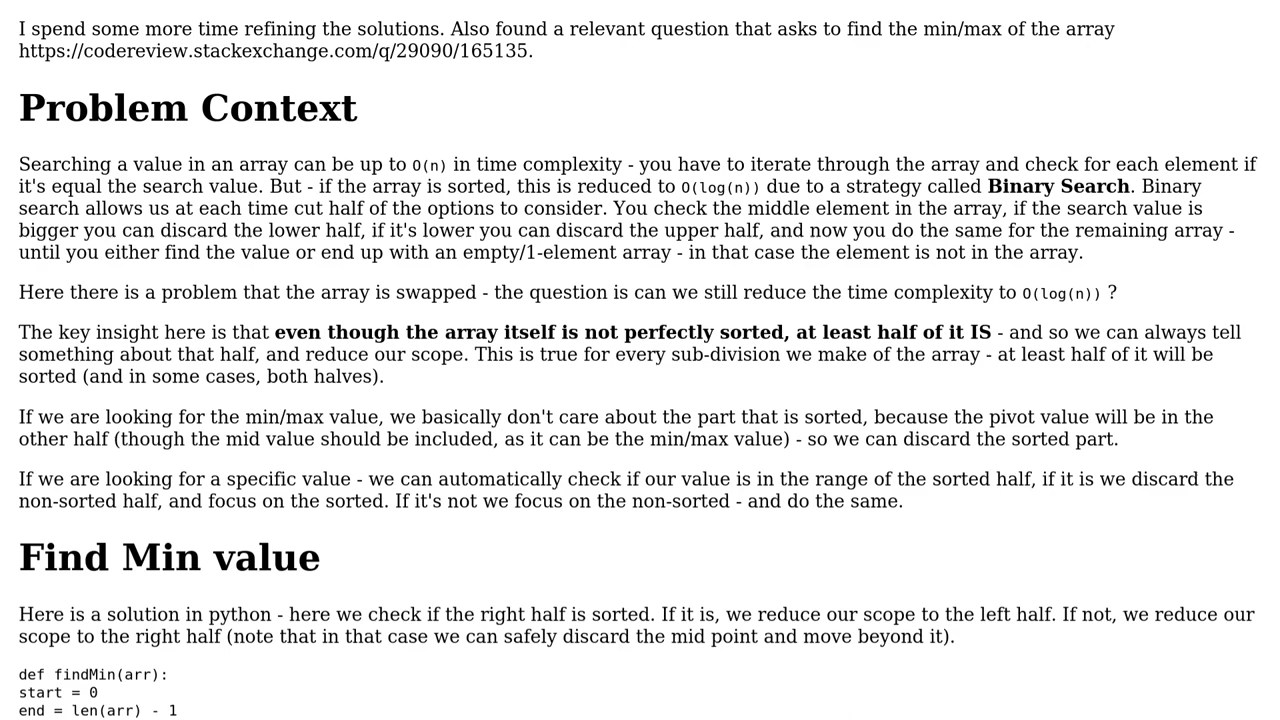 I spend some more time refining the solutions. Also found a relevant question that asks to find the min/max of the array
https://codereview.stackexchange.com/q/29090/165135.
Problem Context
Searching a value in an array can be up to O(n) in time complexity - you have to iterate through the array and check for each element if
it's equal the search value. But - if the array is sorted, this is reduced to O(log(n)) due to a strategy called Binary Search. Binary
search allows us at each time cut half of the options to consider. You check the middle element in the array, if the search value is
bigger you can discard the lower half, if it's lower you can discard the upper half, and now you do the same for the remaining array -
until you either find the value or end up with an empty/1-element array - in that case the element is not in the array.
Here there is a problem that the array is swapped - the question is can we still reduce the time complexity to O(log(n)) ?
The key insight here is that even though the array itself is not perfectly sorted, at least half of it IS - and so we can always tell
something about that half, and reduce our scope. This is true for every sub-division we make of the array - at least half of it will be
sorted (and in some cases, both halves).
If we are looking for the min/max value, we basically don't care about the part that is sorted, because the pivot value will be in the
other half (though the mid value should be included, as it can be the min/max value) - so we can discard the sorted part.
If we are looking for a specific value - we can automatically check if our value is in the range of the sorted half, if it is we discard the
non-sorted half, and focus on the sorted. If it's not we focus on the non-sorted - and do the same.
Find Min value
Here is a solution in python - here we check if the right half is sorted. If it is, we reduce our scope to the left half. If not, we reduce our
scope to the right half (note that in that case we can safely discard the mid point and move beyond it).
def findMin(arr):
start = 0
end = len(arr) - 1